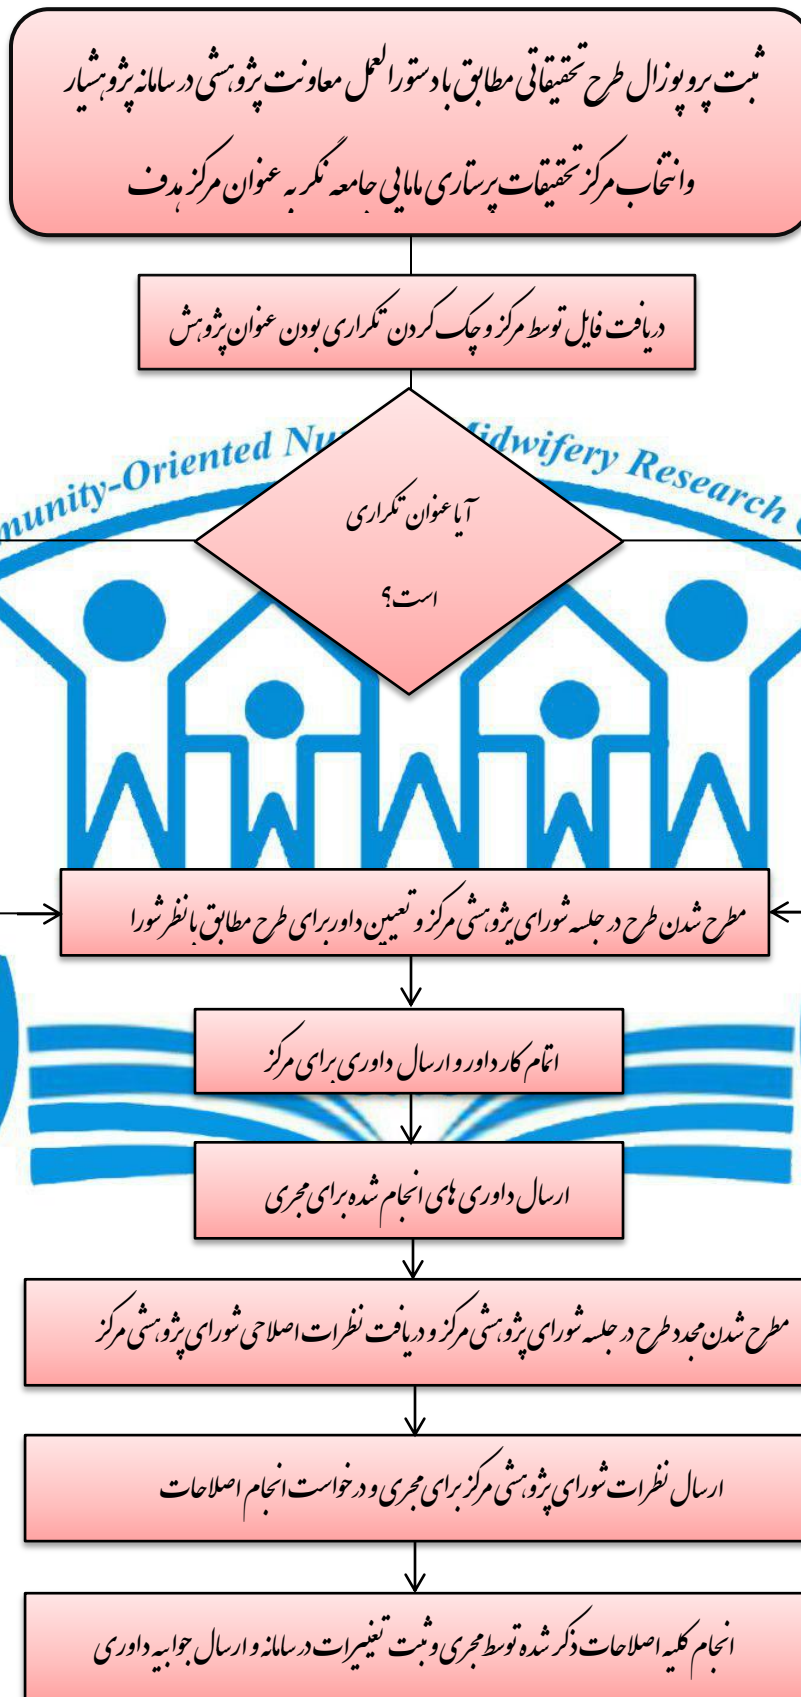 ثبت پروپوزال طرح تحقیقاتی مطابق با دستورالعمل معاونت پژوهشی در سامانه پژوهشیار
وانتخاب مرکز تحقیقات پرستاری مامایی جامعه نگر به عنوان مرکز هدف
دریافت فایل توسط مرکز و چک کردن تکراری بودن عنوان پژوهش
munity-Oriented Nu idwifery Research
آیا عنوان تکراری
است؟
مطرح شدن طرح در جلسه شورای پژوهشی مرکز و تعیین داور برای طرح مطابق با نظر شورا
اتمام کار داور و ارسال داوری برای مرکز
ارسال داوری های انجام شده برای مجری
مطرح شدن مجدد طرح در جلسه شورای پژوهشی مرکز و دریافت نظرات اصلاحی شورای پژوهشی مرکز
ارسال نظرات شورای پژوهشی مرکز برای مجری و درخواست انجام اصلاحات
انجام کلیه اصلاحات ذکر شده توسط مجری و ثبت تغییرات در سامانه و ارسال جوابیه داوری